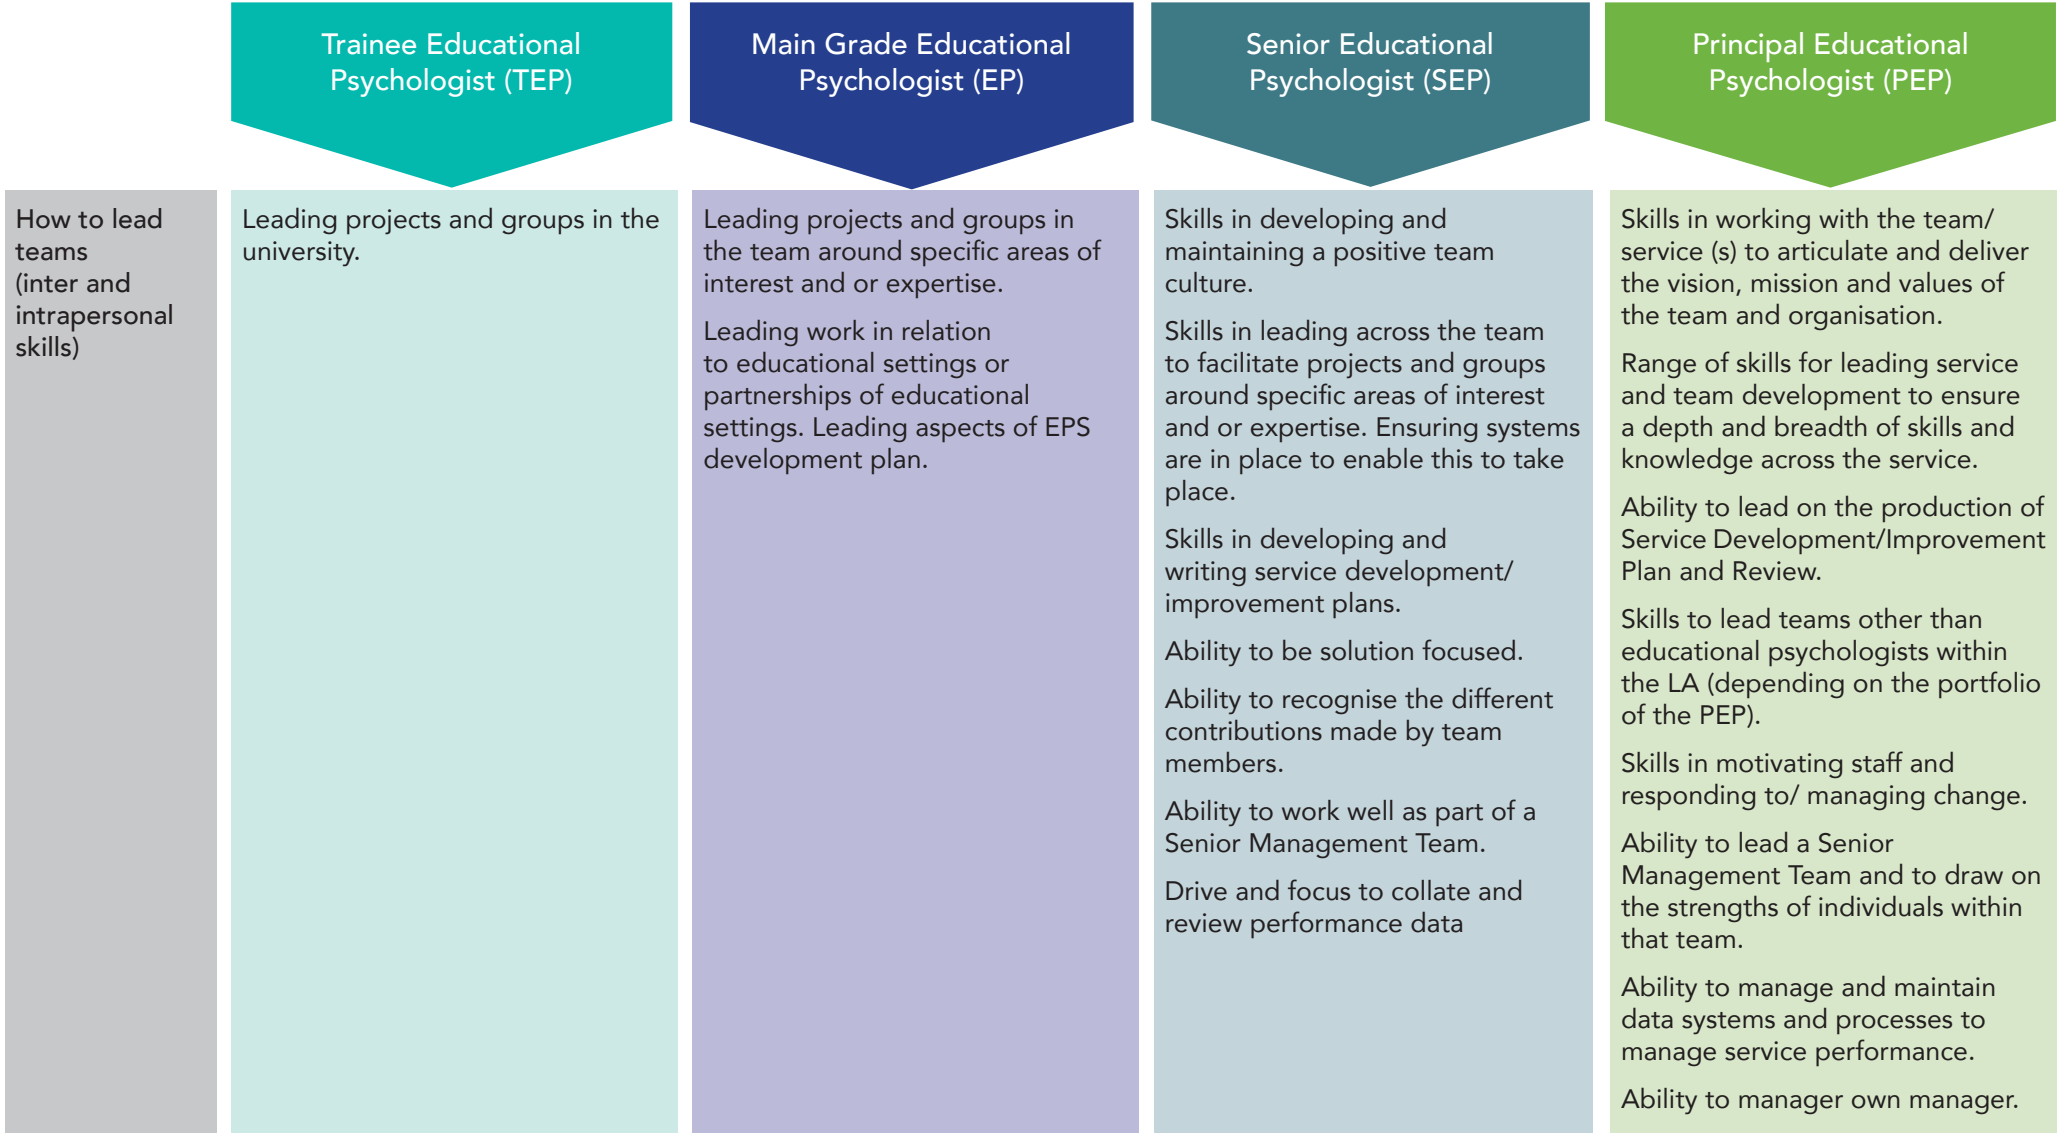 Trainee Educational
Psychologist (TEP)
Main Grade Educational
Psychologist (EP)
Senior Educational
Psychologist (SEP)
Principal Educational
Psychologist (PEP)
How to lead
teams
(inter and
intrapersonal
skills)
Leading projects and groups in the
university.
Leading projects and groups in
the team around specific areas of
interest and or expertise.
Leading work in relation
to educational settings or
partnerships of educational
settings. Leading aspects of EPS
development plan.
Skills in developing and
maintaining a positive team
culture.
Skills in leading across the team
to facilitate projects and groups
around specific areas of interest
and or expertise. Ensuring systems
are in place to enable this to take
place.
Skills in developing and
writing service development/
improvement plans.
Ability to be solution focused.
Ability to recognise the different
contributions made by team
members.
Ability to work well as part of a
Senior Management Team.
Drive and focus to collate and
review performance data
Skills in working with the team/
service (s) to articulate and deliver
the vision, mission and values of
the team and organisation.
Range of skills for leading service
and team development to ensure
a depth and breadth of skills and
knowledge across the service.
Ability to lead on the production of
Service Development/Improvement
Plan and Review.
Skills to lead teams other than
educational psychologists within
the LA (depending on the portfolio
of the PEP).
Skills in motivating staff and
responding to/ managing change.
Ability to lead a Senior
Management Team and to draw on
the strengths of individuals within
that team.
Ability to manage and maintain
data systems and processes to
manage service performance.
Ability to manager own manager.